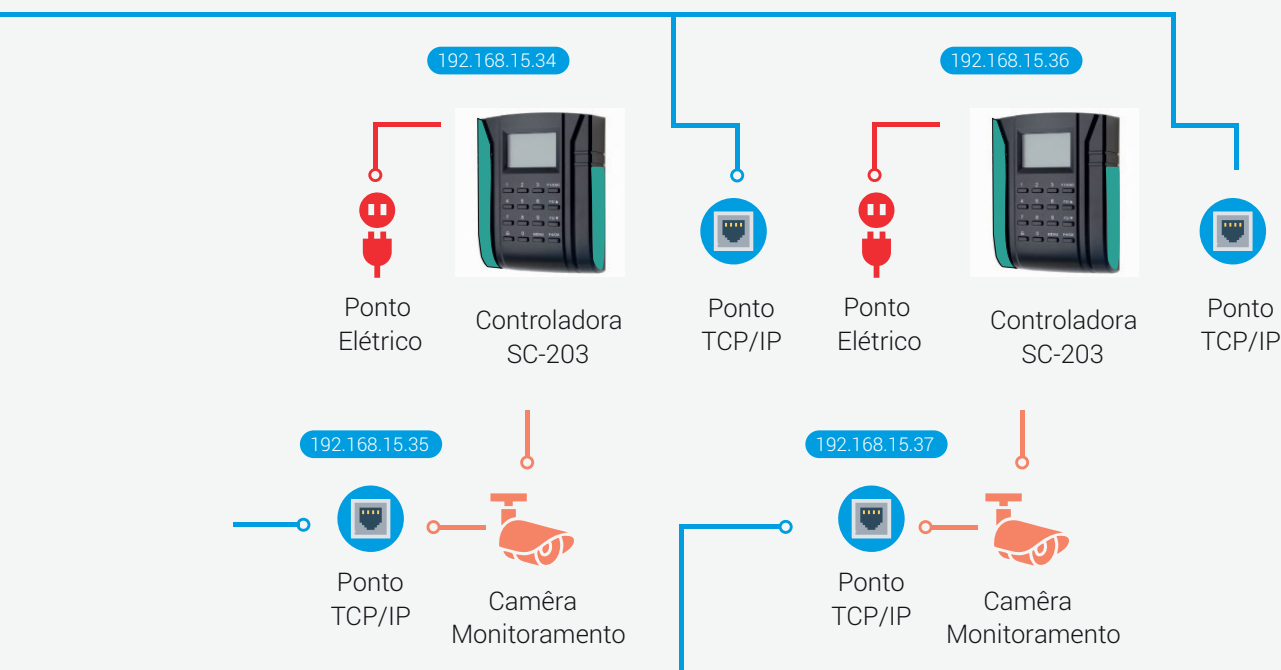 192.168.15.34
192.168.15.36
Ponto
Elétrico
Controladora
SC-203
Ponto
TCP/IP
Ponto
Elétrico
Controladora
SC-203
Ponto
TCP/IP
192.168.15.35
192.168.15.37
Ponto
TCP/IP
Camêra
Monitoramento
Ponto
TCP/IP
Camêra
Monitoramento